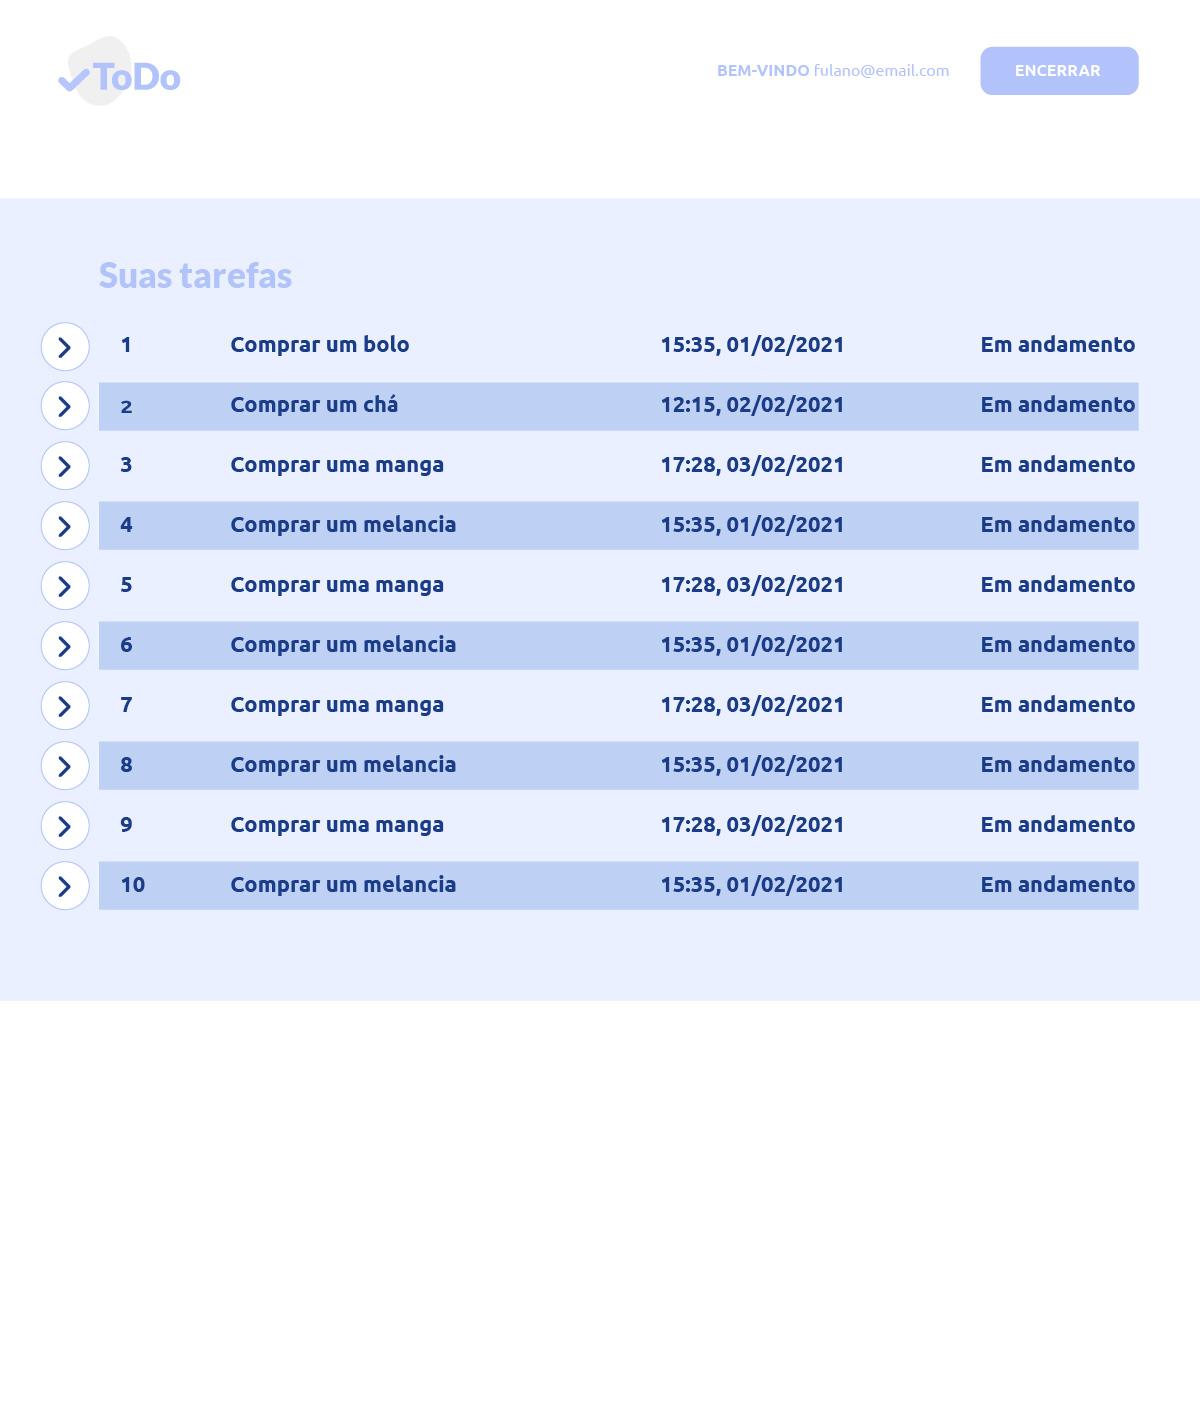 ToDo
BEM-VINDO fulano@email.com
ENCERRAR
Suas tarefas
1 Comprar um bolo 15:35, 01/02/2021 Em andamento
2 Comprar um chá 12:15, 02/02/2021 Em andamento
3 Comprar uma manga 17:28, 03/02/2021 Em andamento
4 Comprar um melancia 15:35, 01/02/2021 Em andamento
5 Comprar uma manga 17:28, 03/02/2021 Em andamento
6 Comprar um melancia 15:35, 01/02/2021 Em andamento
7 Comprar uma manga 17:28, 03/02/2021 Em andamento
8 Comprar um melancia 15:35, 01/02/2021 Em andamento
9 Comprar uma manga 17:28, 03/02/2021 Em andamento
10 Comprar um melancia 15:35, 01/02/2021 Em andamento